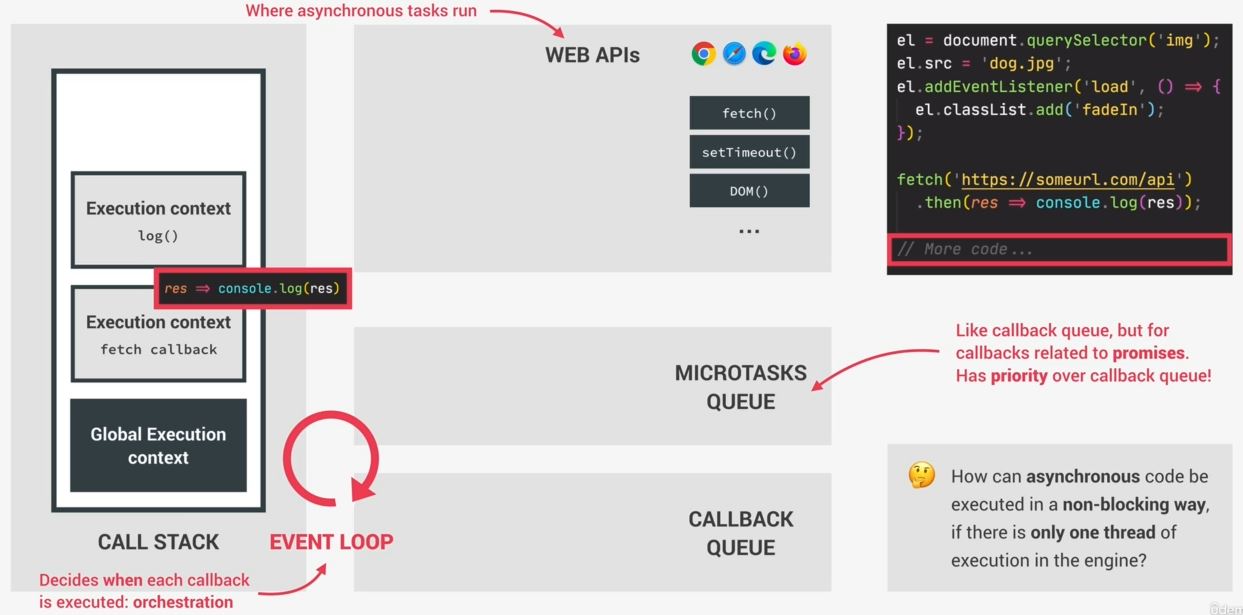 Where asynchronous tasks run
WEB APIs
fetch()
setTimeout()
DOM()
...
el = document.querySelector('img');
el.src = 'dog.jpg';
el.addEventListener('load', () => {
el.classList.add('fadeIn');
});
fetch('https://someurl.com/api')
.then(res => console.log(res));
// More code...
Execution context
log()
res => console.log(res)
Execution context
fetch callback
Global Execution
context
CALL STACK
EVENT LOOP
Decides when each callback
is executed: orchestration
MICROTASKS
QUEUE
Like callback queue, but for
callbacks related to promises.
Has priority over callback queue!
CALLBACK
QUEUE
How can asynchronous code be
executed in a non-blocking way,
if there is only one thread of
execution in the engine?